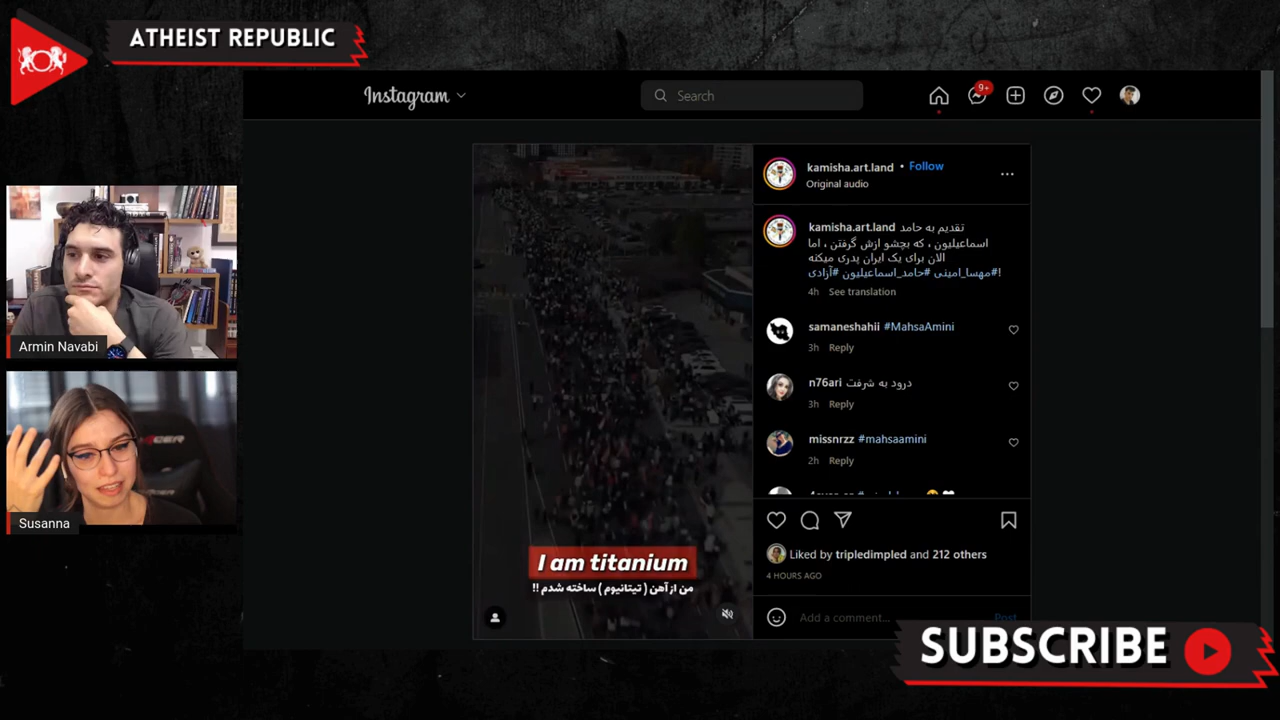 ATHEIST REPUBLIC
Instagram
Search
9+
kamisha.art.land • Follow
Original audio
kamisha.art.land تقدیم به حامد
اسماعیلیون ، که بچشو ازش گرفتن ، اما
الان برای یک ایران پدری میکنه
#مهسا_امینی #حامد_اسماعیلیون #آزادی!
4h See translation
samaneshahii #MahsaAmini
3h Reply
n76ari درود به شرفت
3h Reply
missnrzz #mahsaamini
2h Reply
Liked by tripledimpled and 212 others
4 HOURS AGO
Add a comment...
Post
I am titanium
من از آهن ( تیتانیوم ) ساخته شدم !!
Armin Navabi
Susanna
SUBSCRIBE